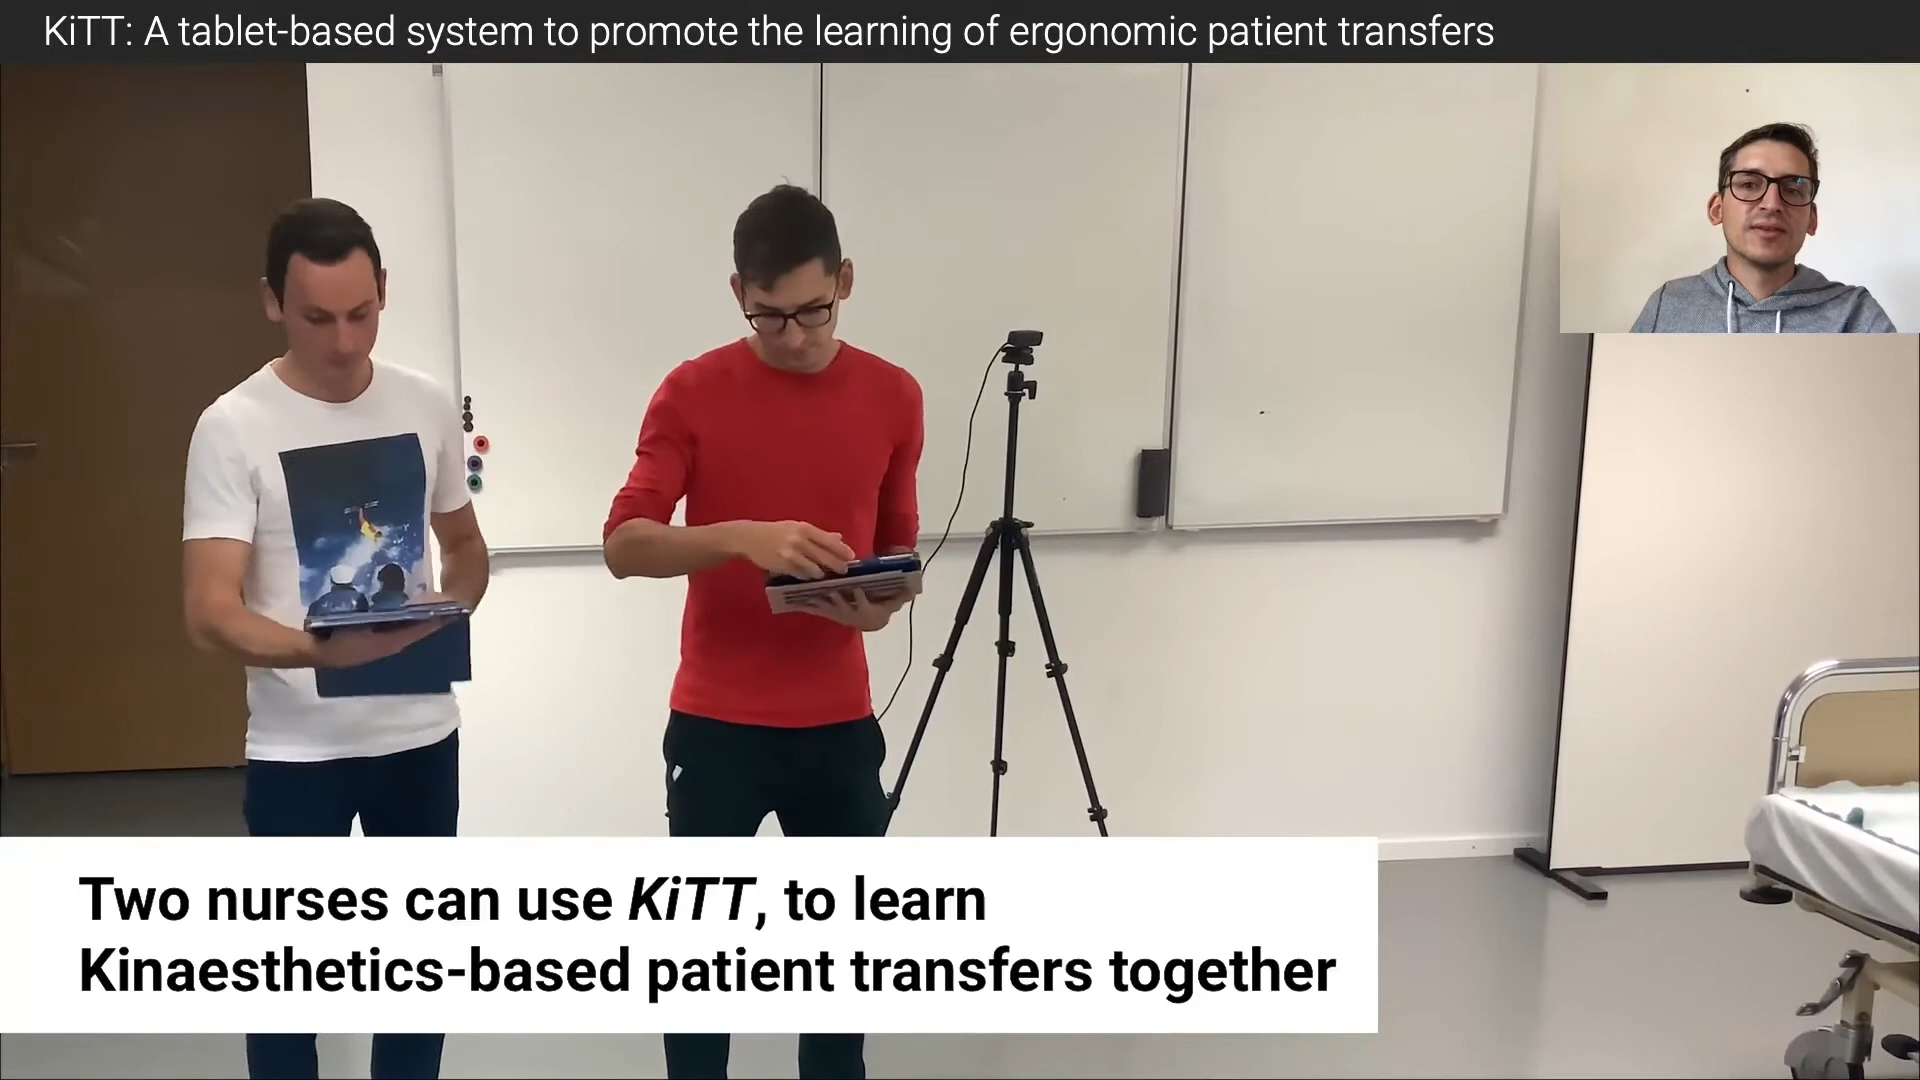 KiTT: A tablet-based system to promote the learning of ergonomic patient transfers
Two nurses can use KiTT, to learn
Kinaesthetics-based patient transfers together